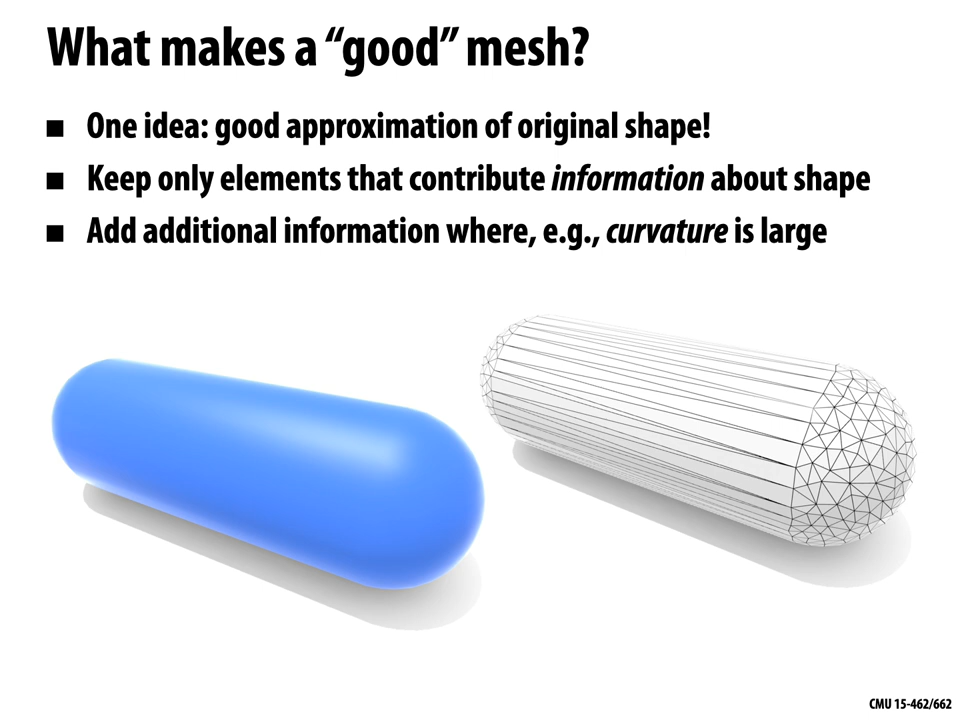 What makes a “good” mesh?
■ One idea: good approximation of original shape!
■ Keep only elements that contribute information about shape
■ Add additional information where, e.g., curvature is large
CMU 15-462/662